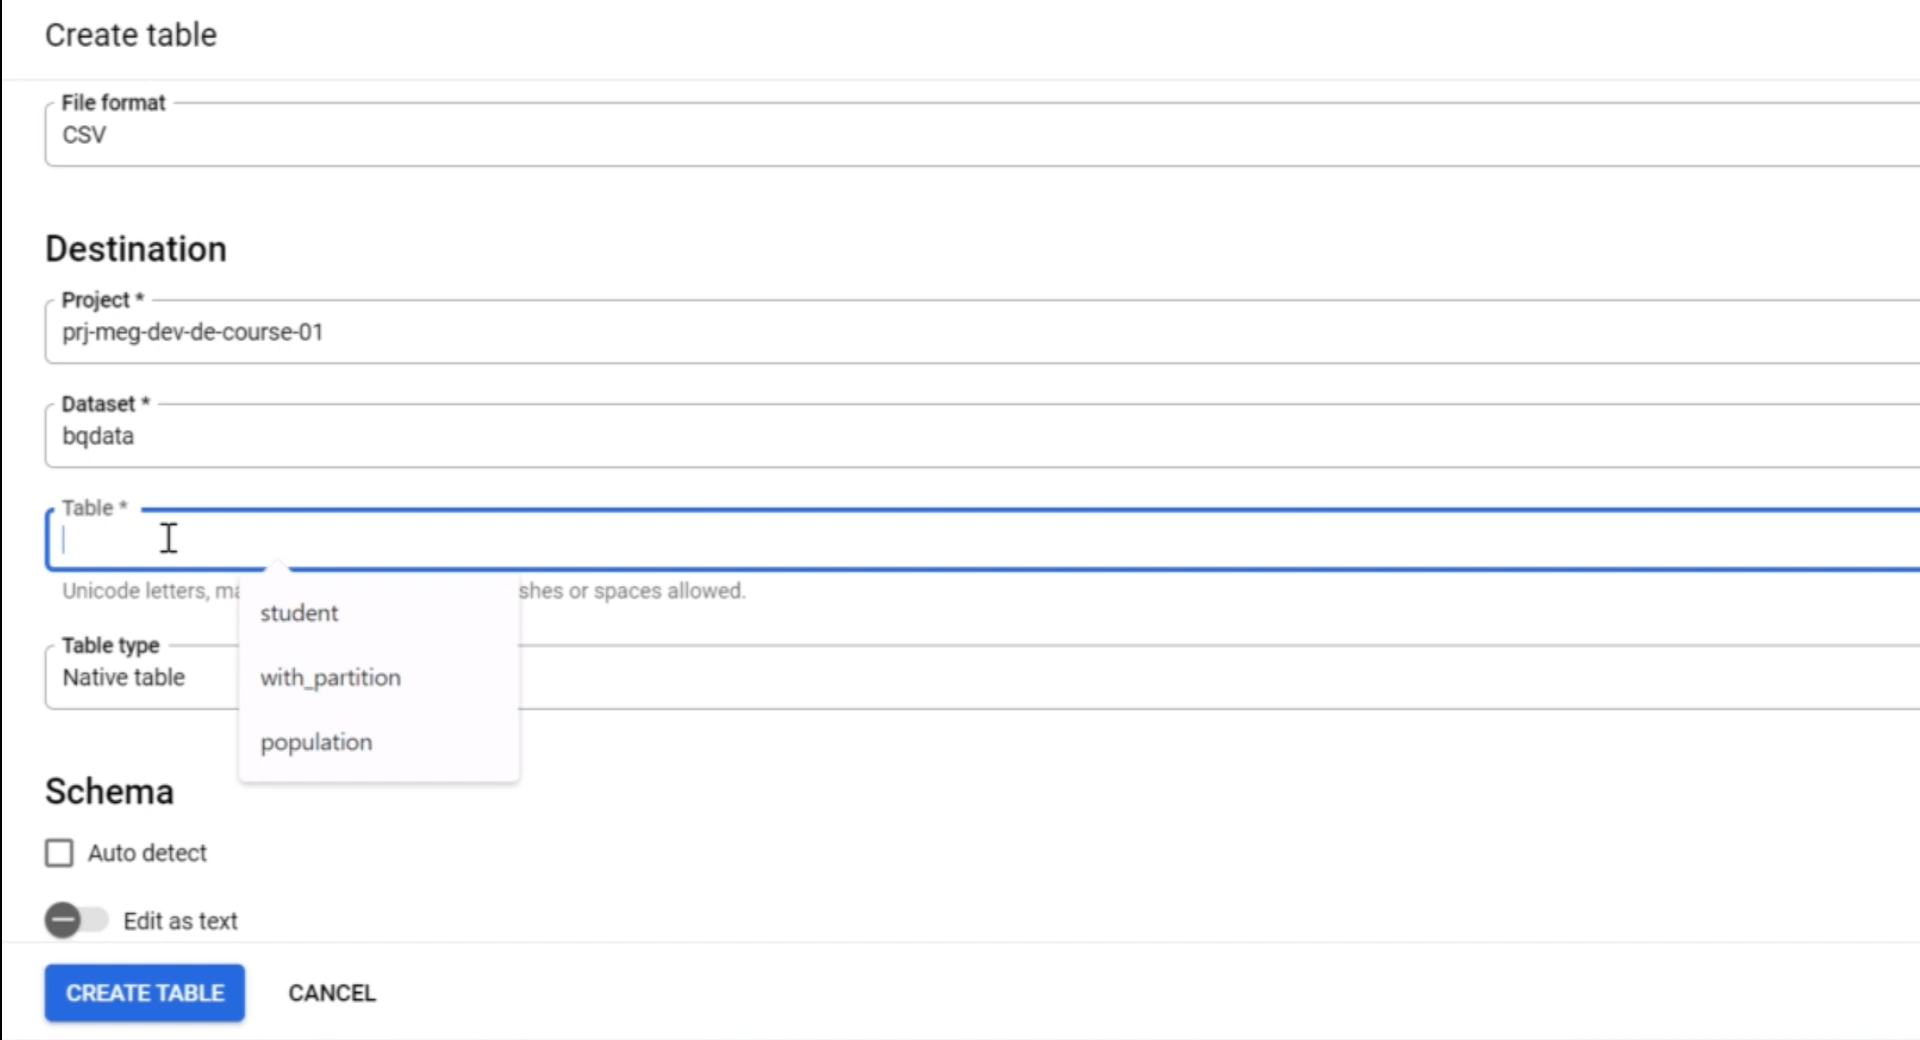 Create table
File format
CSV
Destination
Project *
prj-meg-dev-de-course-01
Dataset *
bqdata
Table *
Unicode letters, ma shes or spaces allowed.
student
Table type
Native table
with_partition
population
Schema
Auto detect
Edit as text
CREATE TABLE CANCEL